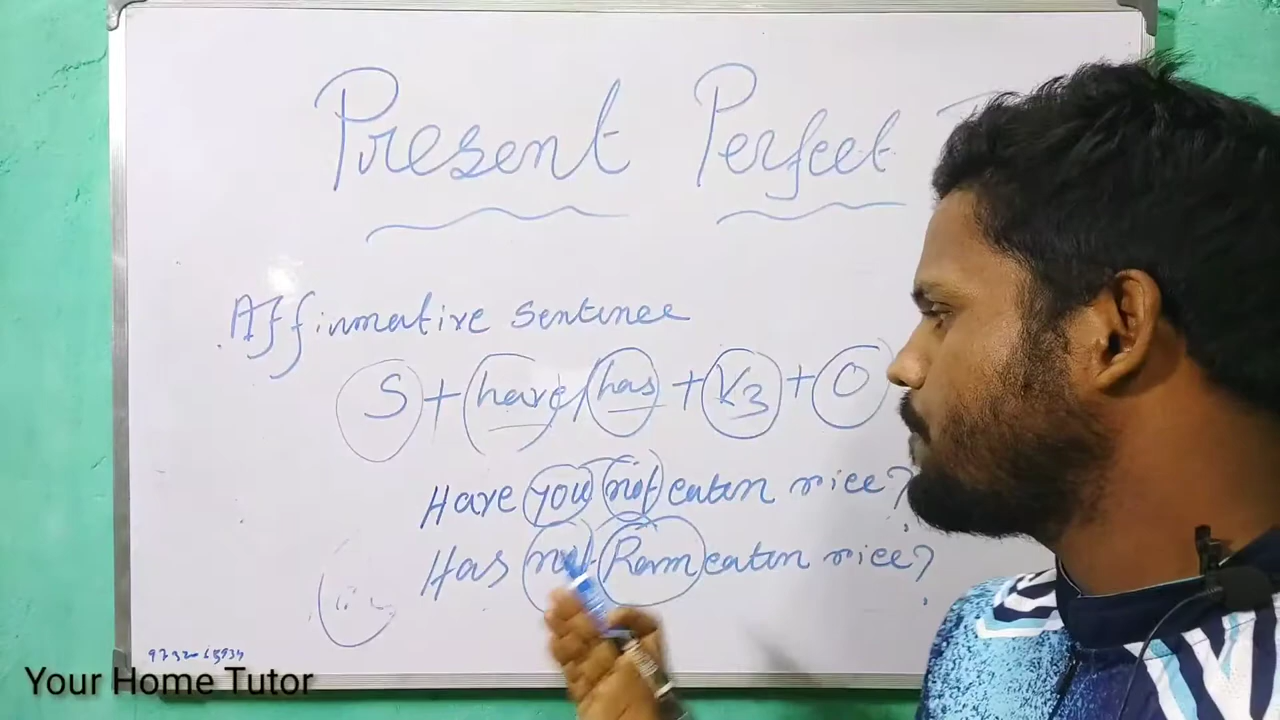 Present Perfect T
Affirmative Sentence
S + have/has + V3 + O
Have you not eaten rice?
Has not Ram eaten rice?
Your Home Tutor